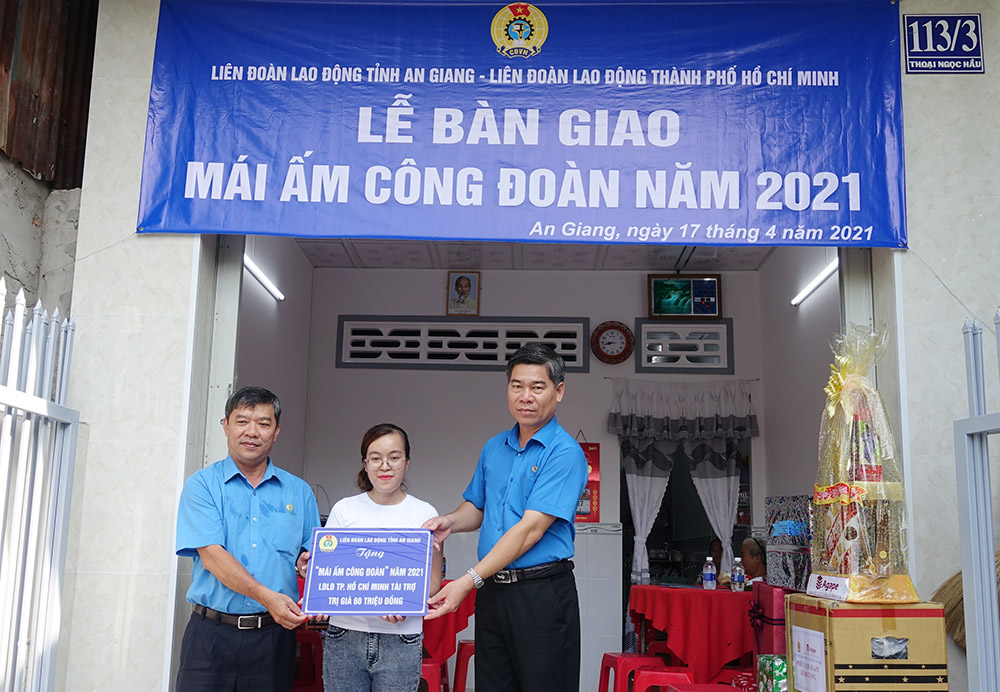 CĐVN
LIÊN ĐOÀN LAO ĐỘNG TỈNH AN GIANG - LIÊN ĐOÀN LAO ĐỘNG THÀNH PHỐ HỒ CHÍ MINH
LỄ BÀN GIAO
MÁI ẤM CÔNG ĐOÀN NĂM 2021
An Giang, ngày 17 tháng 4 năm 2021
113/3
THOẠI NGỌC HẦU
LIÊN ĐOÀN LAO ĐỘNG TỈNH AN GIANG
Tặng
"MÁI ẤM CÔNG ĐOÀN" NĂM 2021
LĐLĐ TP. HỒ CHÍ MINH TÀI TRỢ
TRỊ GIÁ 60 TRIỆU ĐỒNG
Agape